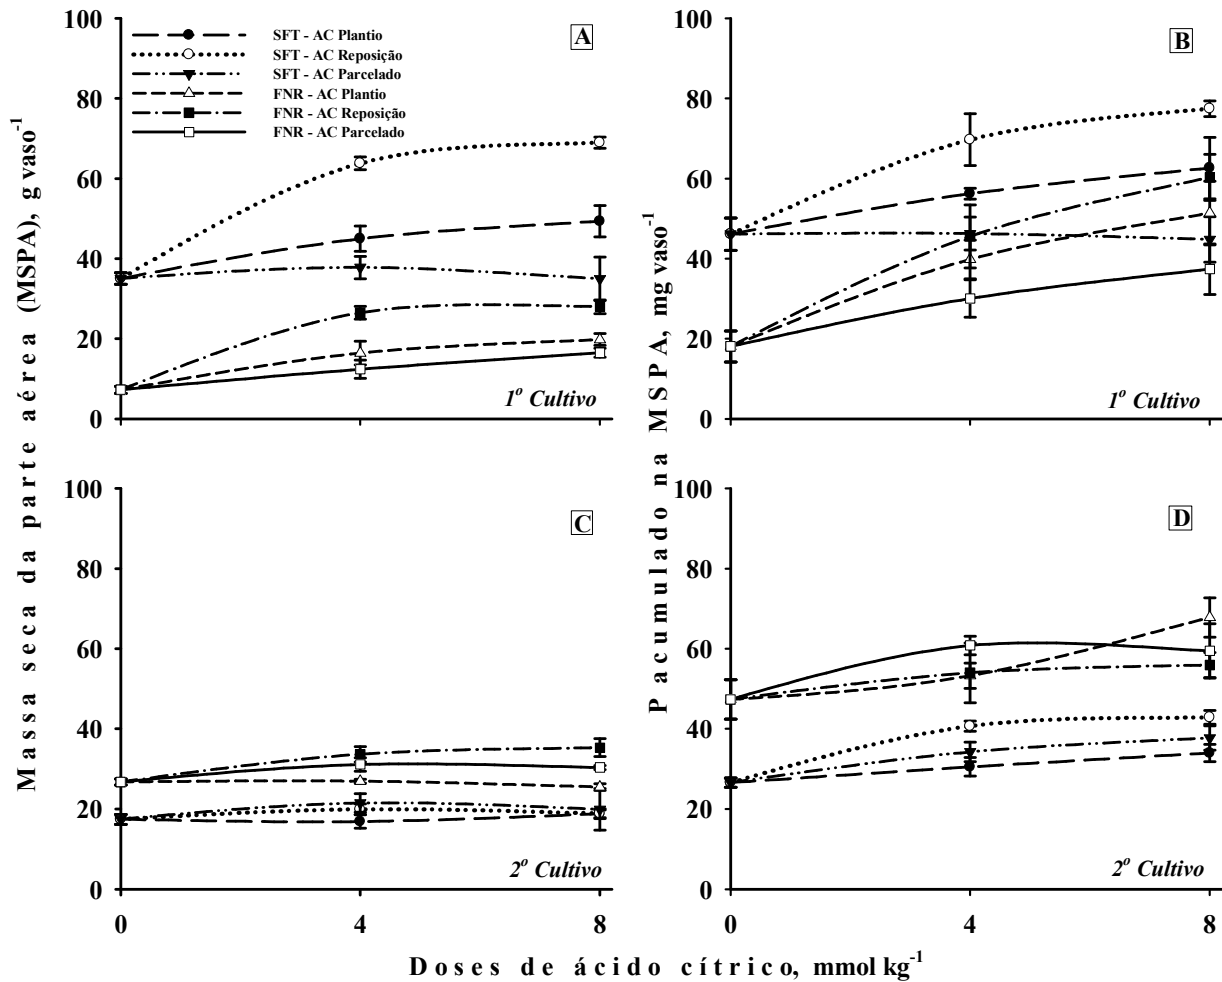 Massa seca da parte aérea (MSPA), g vaso⁻¹
100
80
60
40
20
0
SFT - AC Plantio
SFT - AC Reposição
SFT - AC Parcelado
FNR - AC Plantio
FNR - AC Reposição
FNR - AC Parcelado
A
1º Cultivo
P acumulado na MSPA, mg vaso⁻¹
100
80
60
40
20
0
B
1º Cultivo
100
80
60
40
20
0
C
2º Cultivo
0 4 8
100
80
60
40
20
0
D
2º Cultivo
0 4 8
Doses de ácido cítrico, mmol kg⁻¹